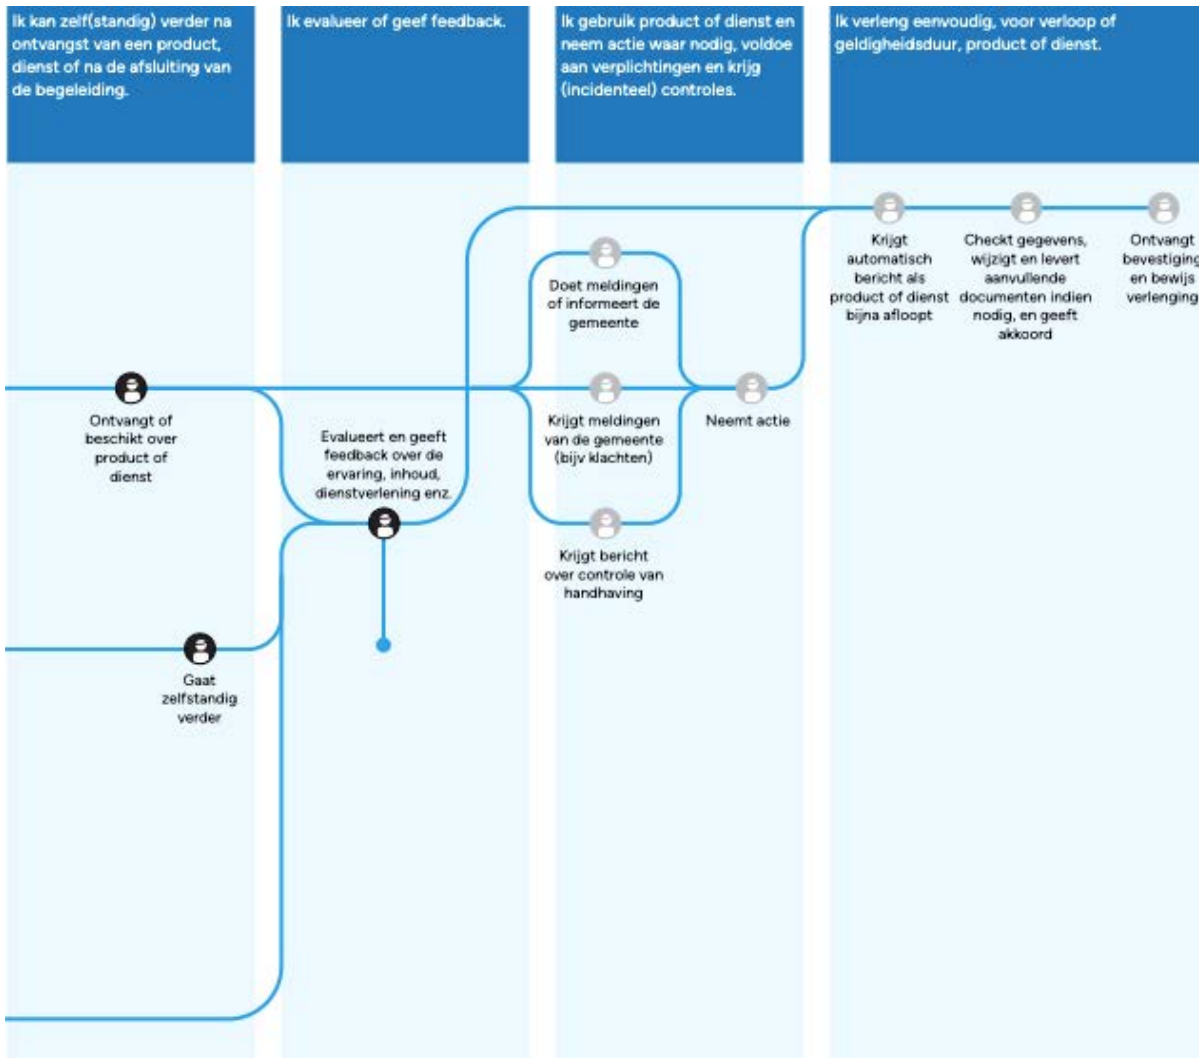 Ik kan zelf(standig) verder na
ontvangst van een product,
dienst of na de afsluiting van
de begeleiding.
Ik evalueer of geef feedback.
Ik gebruik product of dienst en
neem actie waar nodig, voldoe
aan verplichtingen en krijg
(incidenteel) controles.
Ik verleng eenvoudig, voor verloop of
geldigheidsduur, product of dienst.
Krijgt
automatisch
bericht als
product of dienst
bijna afloopt
Checkt gegevens,
wijzigt en levert
aanvullende
documenten indien
nodig, en geeft
akkoord
Ontvangt
bevestiging
en bewijs
verlenging
Doet meldingen
of informeert de
gemeente
Ontvangt of
beschikt over
product of
dienst
Evalueert en geeft
feedback over de
ervaring, inhoud,
dienstverlening enz.
Krijgt meldingen
van de gemeente
(bijv klachten)
Neemt actie
Krijgt bericht
over controle van
handhaving
Gaat
zelfstandig
verder